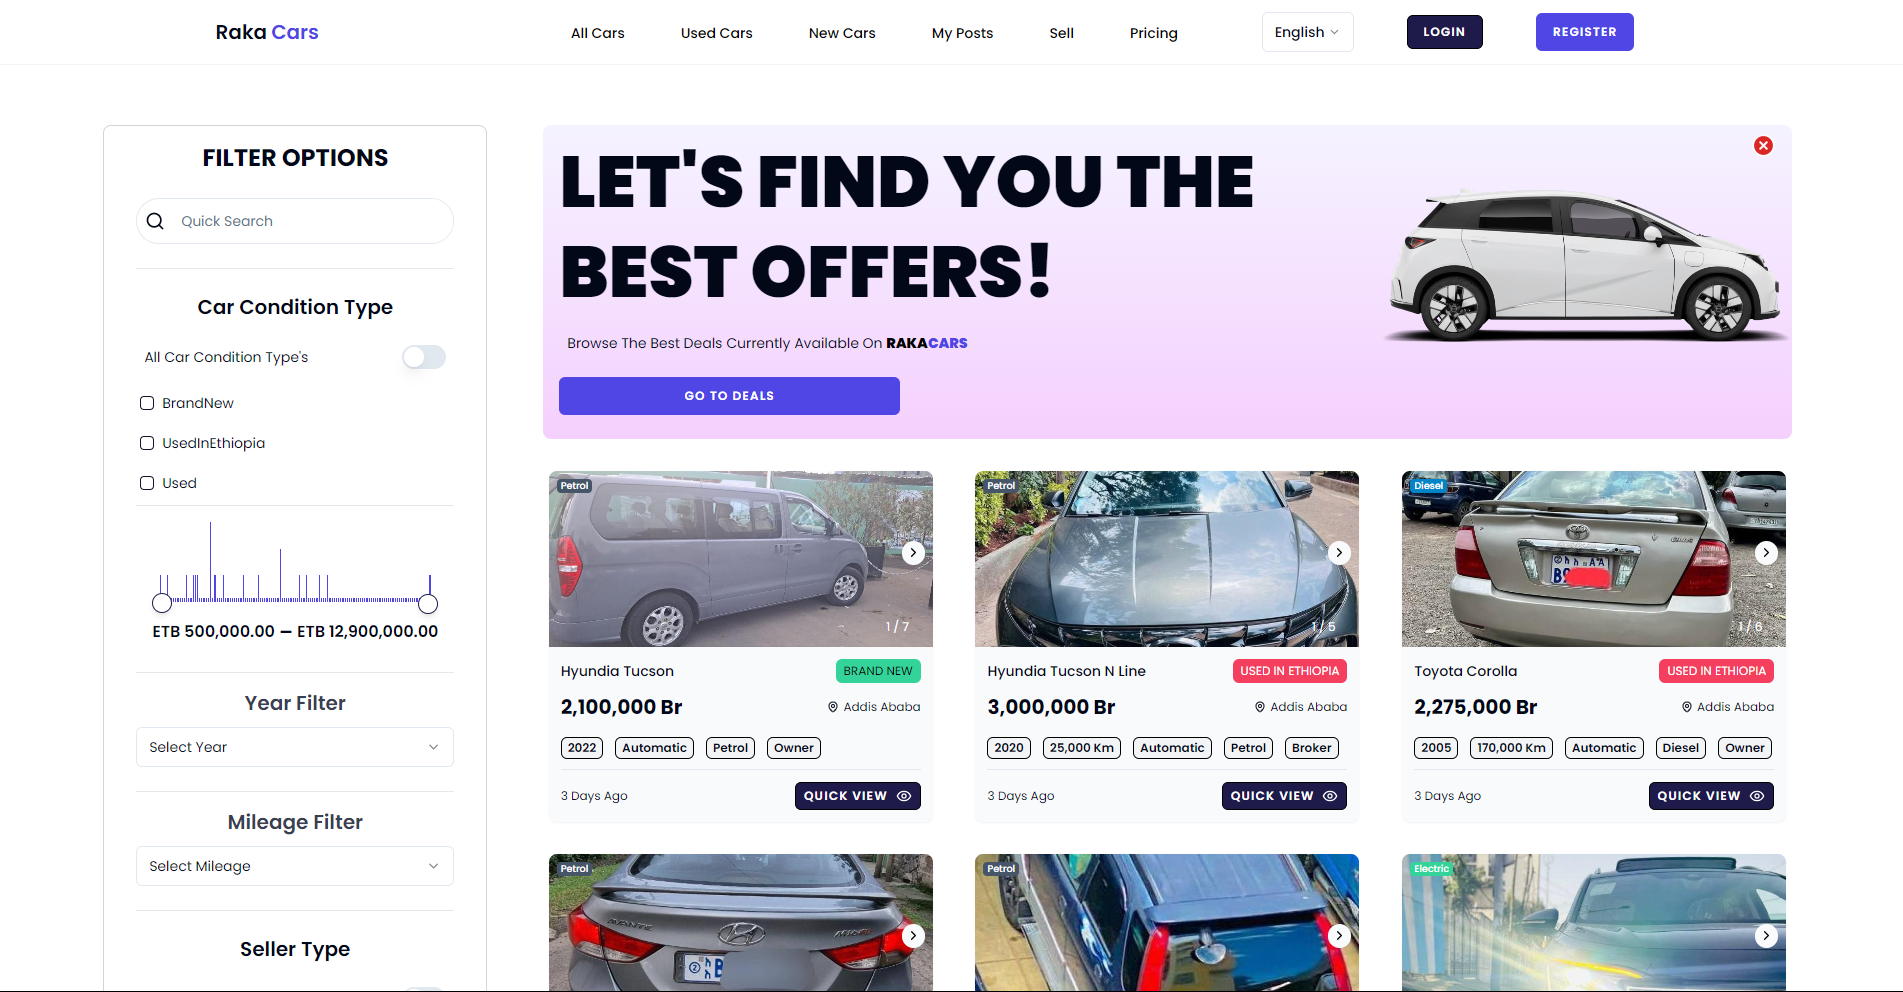 Raka Cars
All Cars
Used Cars
New Cars
My Posts
Sell
Pricing
English
LOGIN
REGISTER
FILTER OPTIONS
Quick Search
Car Condition Type
All Car Condition Type's
BrandNew
UsedInEthiopia
Used
ETB 500,000.00 — ETB 12,900,000.00
Year Filter
Select Year
Mileage Filter
Select Mileage
Seller Type
LET'S FIND YOU THE
BEST OFFERS!
Browse The Best Deals Currently Available On RAKACARS
GO TO DEALS
Petrol
1 / 7
Hyundia Tucson
BRAND NEW
2,100,000 Br
Addis Ababa
2022 Automatic Petrol Owner
3 Days Ago
QUICK VIEW
Petrol
1 / 5
Hyundia Tucson N Line
USED IN ETHIOPIA
3,000,000 Br
Addis Ababa
2020 25,000 Km Automatic Petrol Broker
3 Days Ago
QUICK VIEW
Diesel
1 / 6
Toyota Corolla
USED IN ETHIOPIA
2,275,000 Br
Addis Ababa
2005 170,000 Km Automatic Diesel Owner
3 Days Ago
QUICK VIEW
Petrol
AVANTE
Petrol
Electric